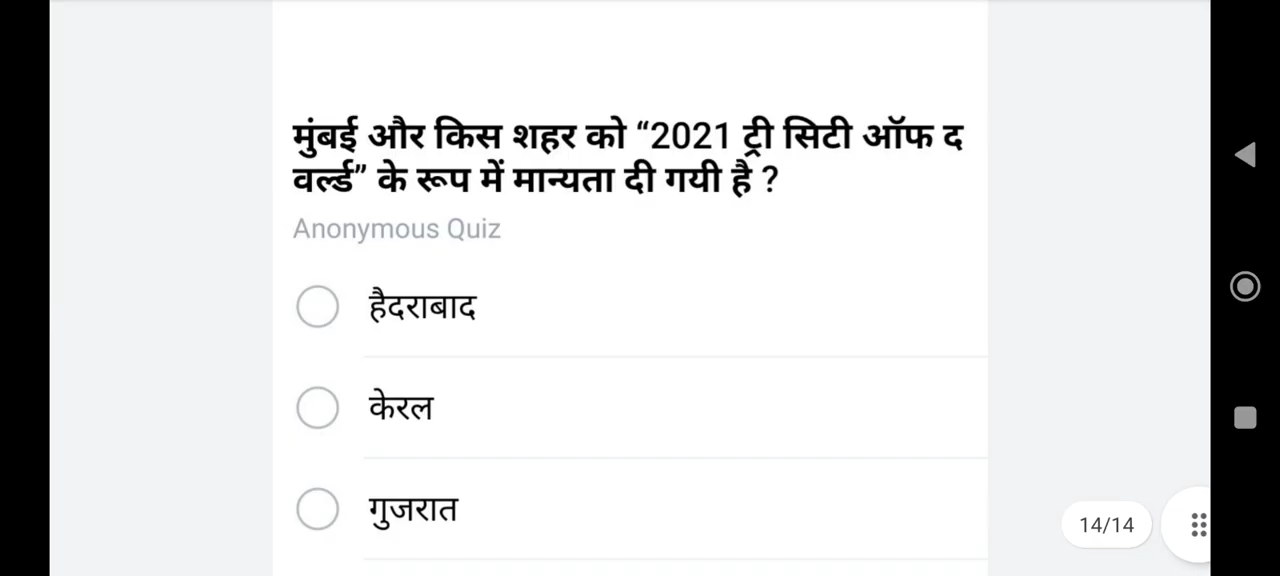 मुंबई और किस शहर को “2021 ट्री सिटी ऑफ द
वर्ल्ड” के रूप में मान्यता दी गयी है ?
Anonymous Quiz
हैदराबाद
केरल
गुजरात
14/14